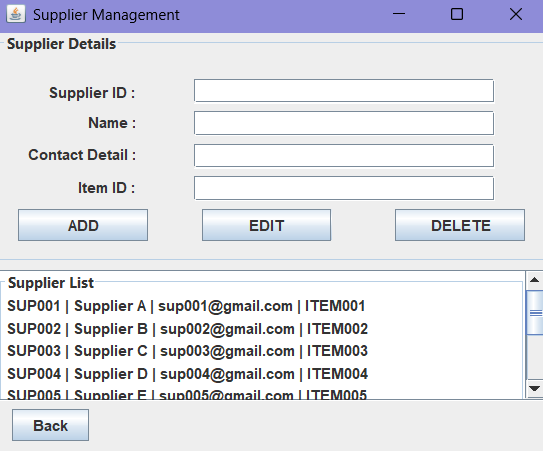 Supplier Management
Supplier Details
Supplier ID :
Name :
Contact Detail :
Item ID :
ADD EDIT DELETE
Supplier List
SUP001 | Supplier A | sup001@gmail.com | ITEM001
SUP002 | Supplier B | sup002@gmail.com | ITEM002
SUP003 | Supplier C | sup003@gmail.com | ITEM003
SUP004 | Supplier D | sup004@gmail.com | ITEM004
SUP005 | Supplier E | sup005@gmail.com | ITEM005
Back